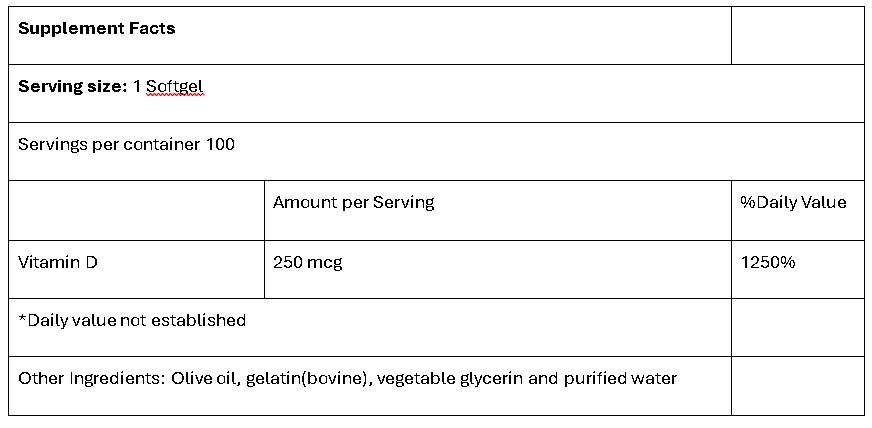 Supplement Facts
Serving size: 1 Softgel
Servings per container 100
Amount per Serving
%Daily Value
Vitamin D
250 mcg
1250%
*Daily value not established
Other Ingredients: Olive oil, gelatin(bovine), vegetable glycerin and purified water